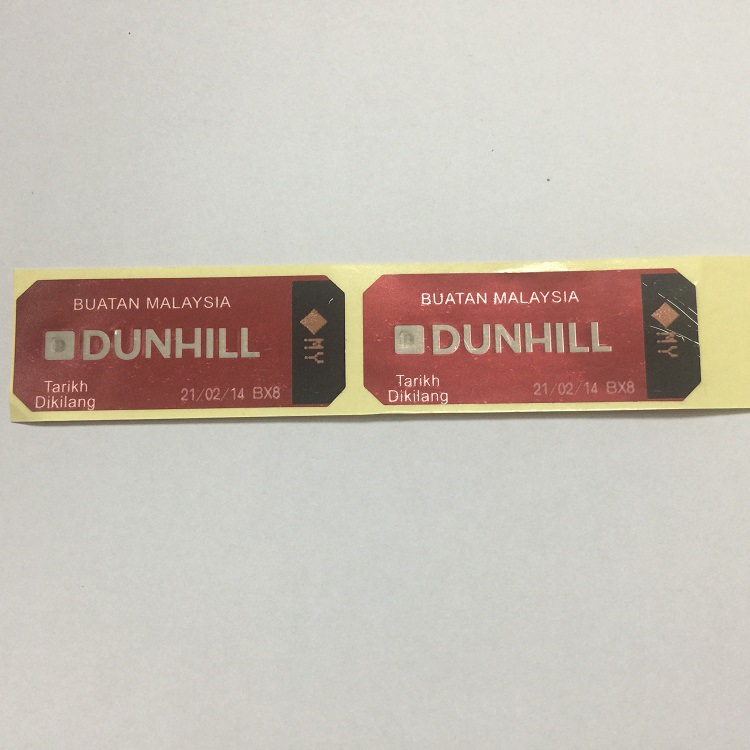 BUATAN MALAYSIA
D DUNHILL
Tarikh
Dikilang
21/02/14 BX8
MY
BUATAN MALAYSIA
D DUNHILL
Tarikh
Dikilang
21/02/14 BX8
MY